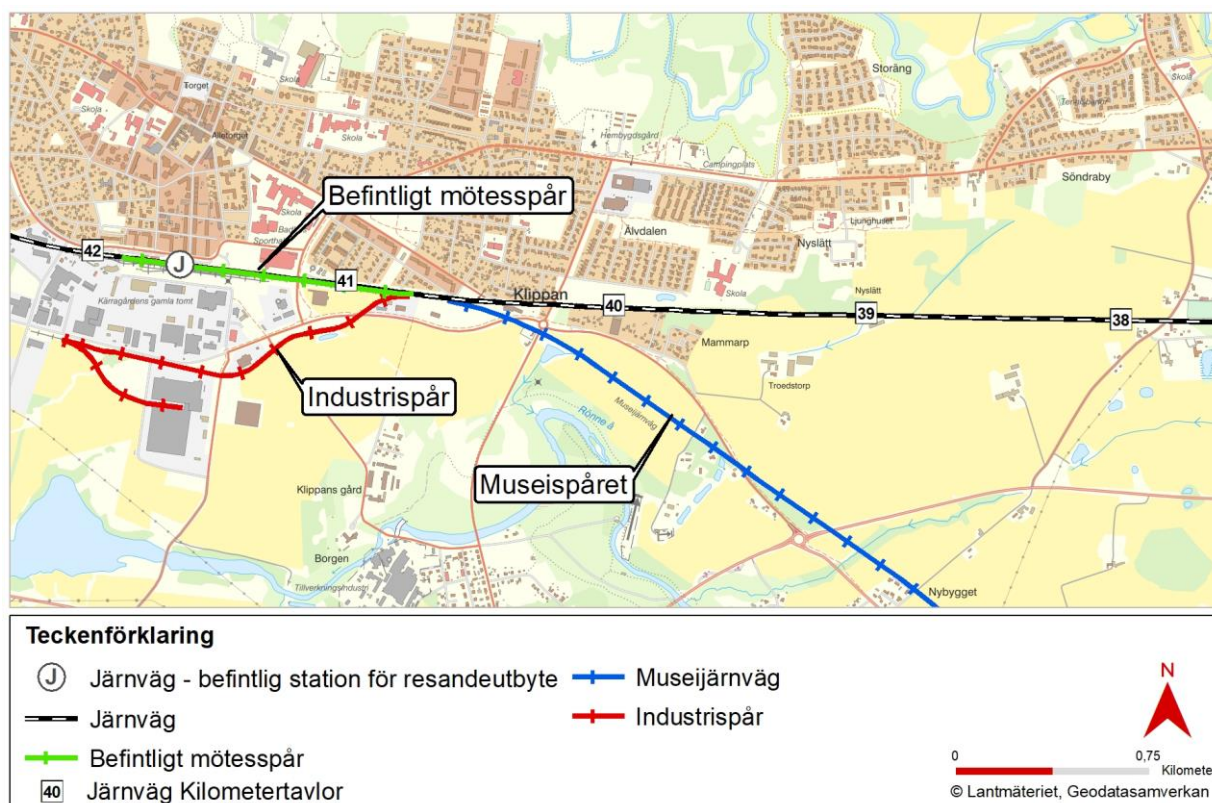 Storäng
Skola
Torget
Skola
Skola
Alletorget
Skola
Hembygdsgård
Campingplats
Söndraby
Befintligt mötesspår
Skola
Älvdalen
Ljunghuset
Nyslätt
42
J
41
Klippan
40
Skola
Nyslätt
39
38
Kärragårdens gamla tomt
Mammarp
Troedstorp
Industrispår
Museijärnväg
Rönne å
Museispåret
Klippans gård
Borgen
Tillverkningsindustri
Nybygget
Teckenförklaring
J Järnväg - befintlig station för resandeutbyte
Järnväg
Befintligt mötesspår
40 Järnväg Kilometertavlor
Museijärnväg
Industrispår
N
0 0,75
Kilomete
© Lantmäteriet, Geodatasamverkan